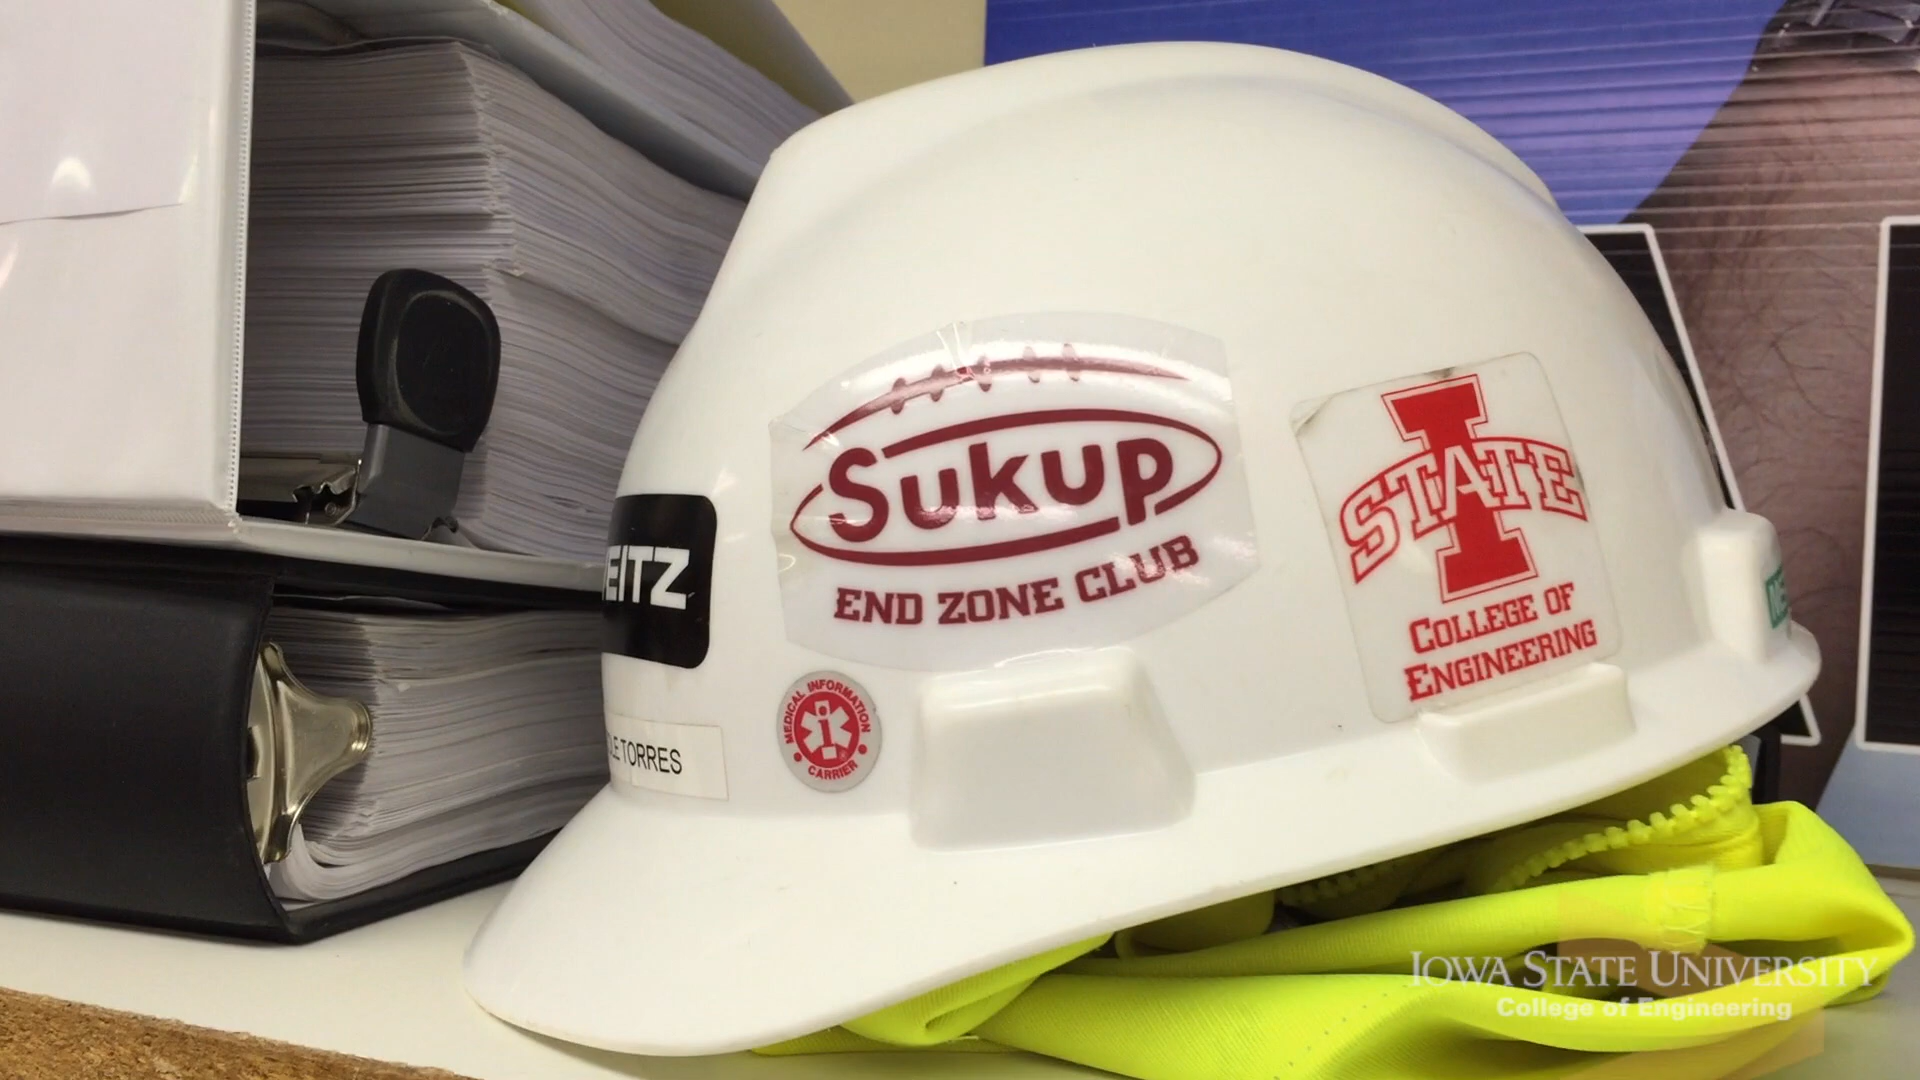 EITZ
LE TORRES
Sukup
END ZONE CLUB
MEDICAL INFORMATION
i
CARRIER
I
STATE
COLLEGE OF
ENGINEERING
IOWA STATE UNIVERSITY
College of Engineering